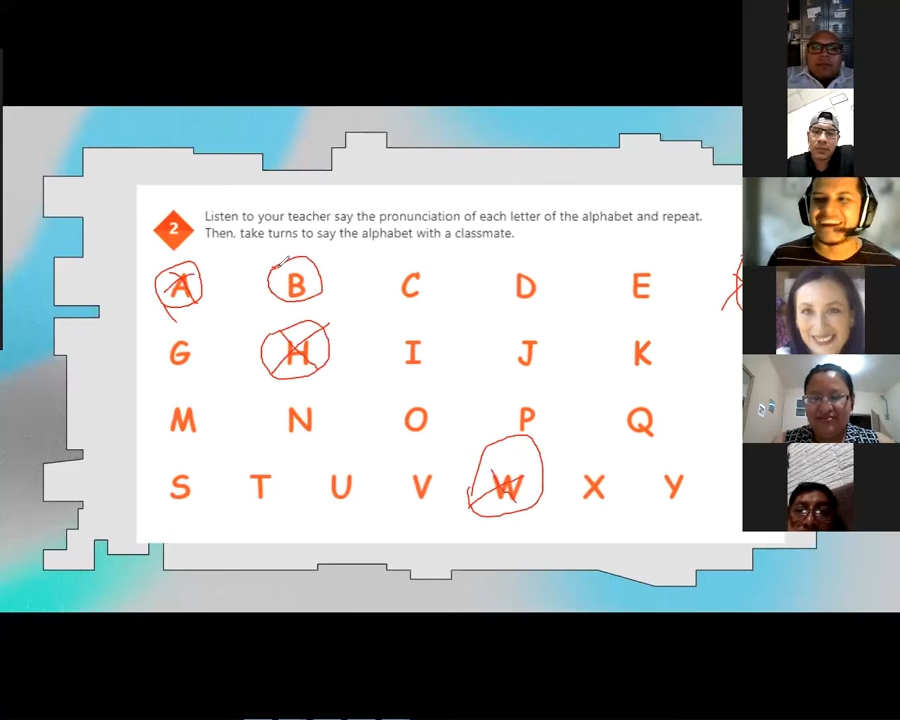 2
Listen to your teacher say the pronunciation of each letter of the alphabet and repeat.
Then, take turns to say the alphabet with a classmate.
A B C D E
G H I J K
M N O P Q
S T U V W X Y